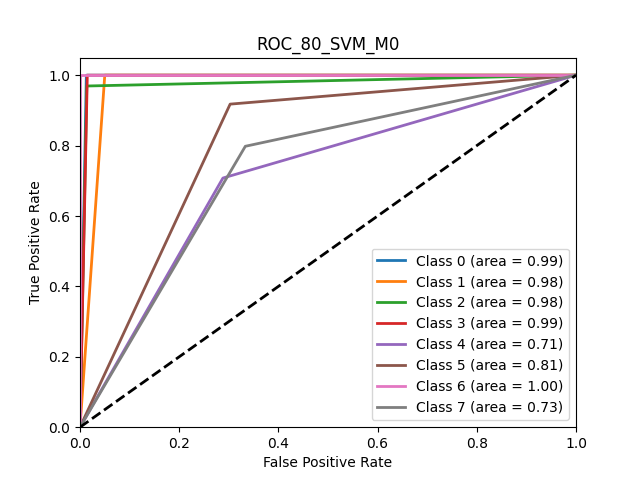 ROC_80_SVM_M0
True Positive Rate
1.0
0.8
0.6
0.4
0.2
0.0
Class 0 (area = 0.99)
Class 1 (area = 0.98)
Class 2 (area = 0.98)
Class 3 (area = 0.99)
Class 4 (area = 0.71)
Class 5 (area = 0.81)
Class 6 (area = 1.00)
Class 7 (area = 0.73)
0.0 0.2 0.4 0.6 0.8 1.0
False Positive Rate